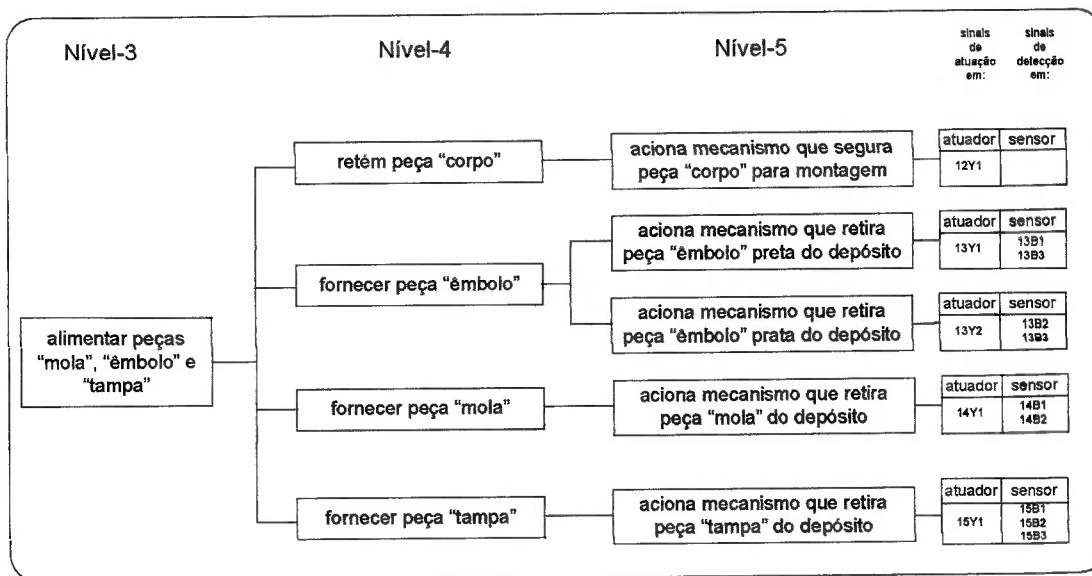 Nível-3
Nível-4
Nível-5
sinais
de
atuação
em:
sinais
de
detecção
em:
retém peça “corpo”
aciona mecanismo que segura
peça “corpo” para montagem
atuador sensor
12Y1
aciona mecanismo que retira
peça “êmbolo” preta do depósito
atuador sensor
13Y1
13B1
13B3
fornecer peça “êmbolo”
aciona mecanismo que retira
peça “êmbolo” prata do depósito
atuador sensor
13Y2
13B2
13B3
alimentar peças
“mola”, “êmbolo” e
“tampa”
fornecer peça “mola”
aciona mecanismo que retira
peça “mola” do depósito
atuador sensor
14Y1
14B1
14B2
fornecer peça “tampa”
aciona mecanismo que retira
peça “tampa” do depósito
atuador sensor
15Y1
15B1
15B2
15B3